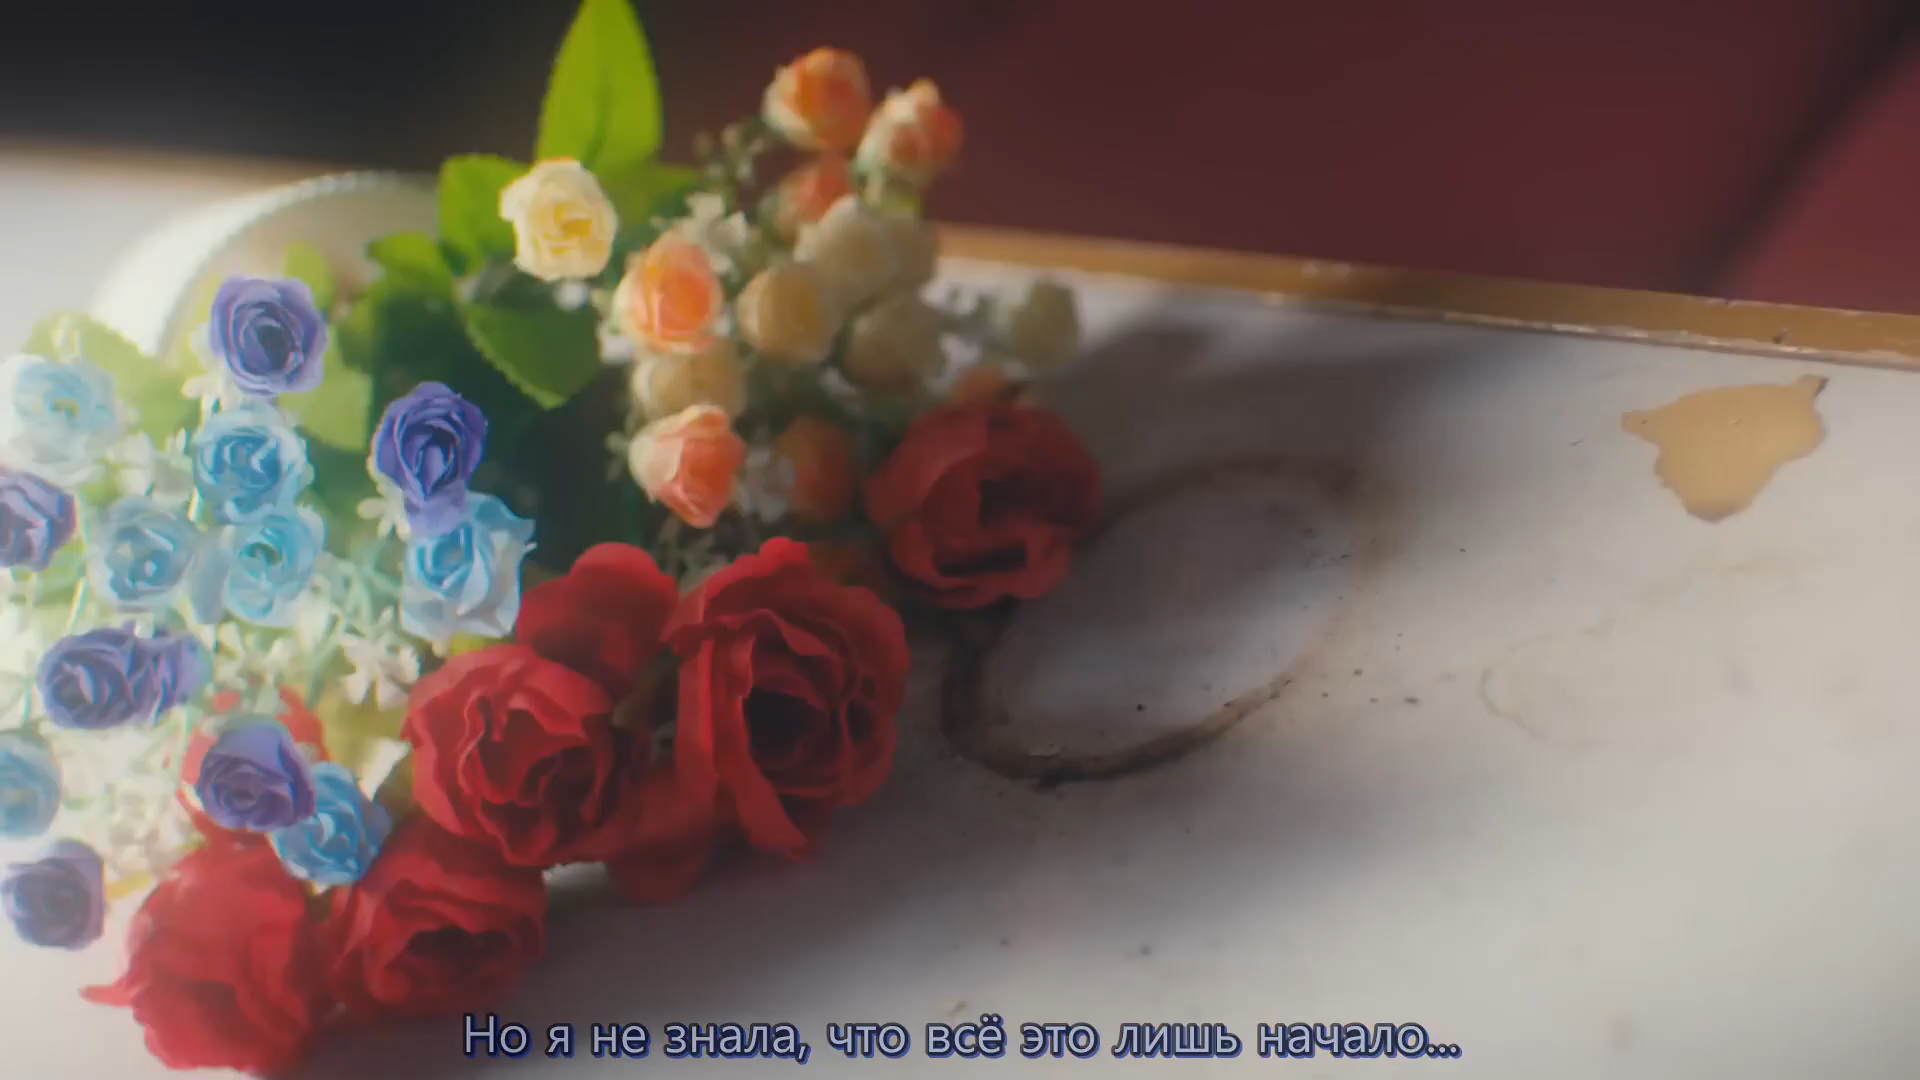 Но я не знала, что всё это лишь начало...